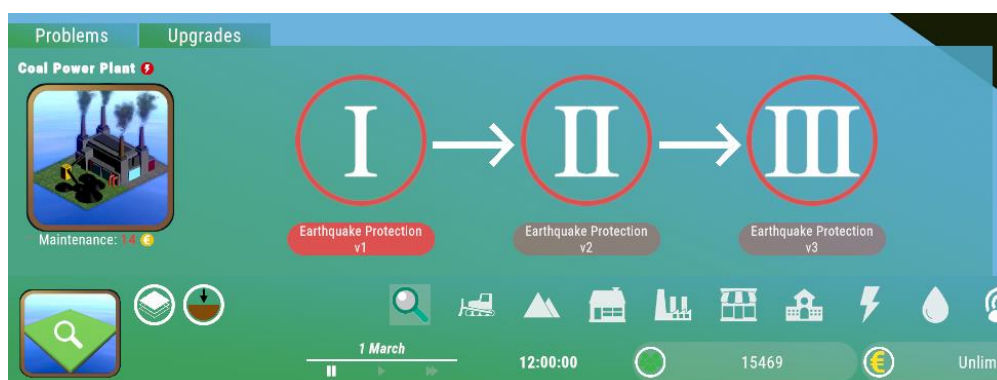 Problems
Upgrades
Coal Power Plant
I
II
III
Maintenance: 14
Earthquake Protection
v1
Earthquake Protection
v2
Earthquake Protection
v3
1 March
12:00:00
15469
€
Unlim